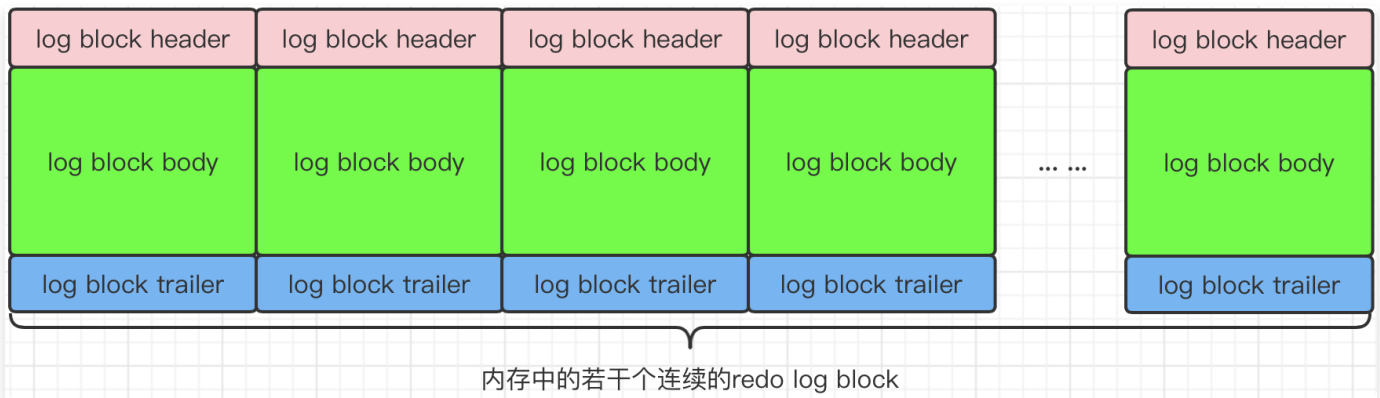 log block header log block header log block header log block header log block header
log block body log block body log block body log block body ... ... log block body
log block trailer log block trailer log block trailer log block trailer log block trailer
内存中的若干个连续的redo log block